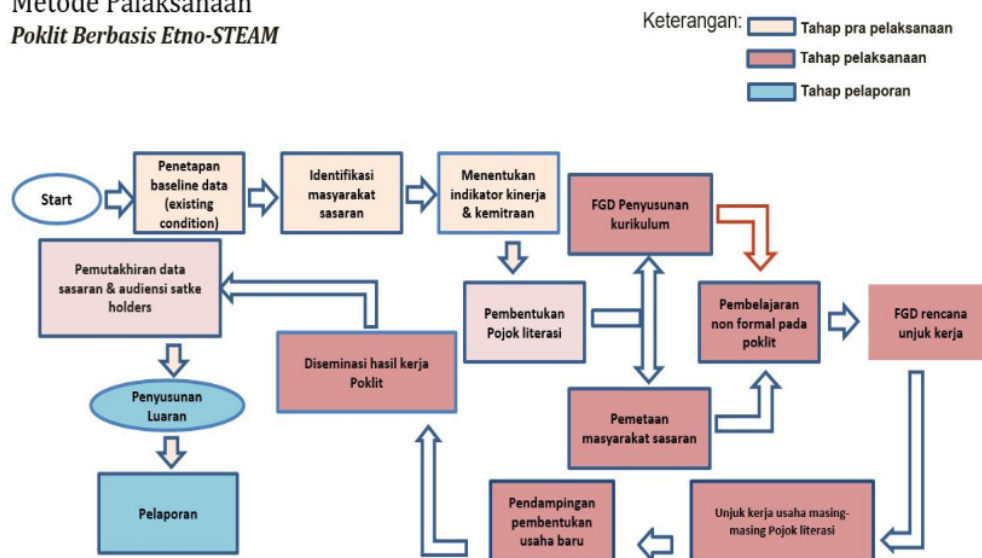 Metode Palaksanaan
Poklit Berbasis Etno-STEAM
Keterangan:
Tahap pra pelaksanaan
Tahap pelaksanaan
Tahap pelaporan
Start
Penetapan
baseline data
(existing
condition)
Identifikasi
masyarakat
sasaran
Menentukan
indikator kinerja
& kemitraan
FGD Penyusunan
kurikulum
Pemutakhiran data
sasaran & audiensi satke
holders
Pembentukan
Pojok literasi
Pembelajaran
non formal pada
poklit
FGD rencana
unjuk kerja
Diseminasi hasil kerja
Poklit
Penyusunan
Luaran
Pemetaan
masyarakat sasaran
Pelaporan
Pendampingan
pembentukan
usaha baru
Unjuk kerja usaha masing-
masing Pojok literasi